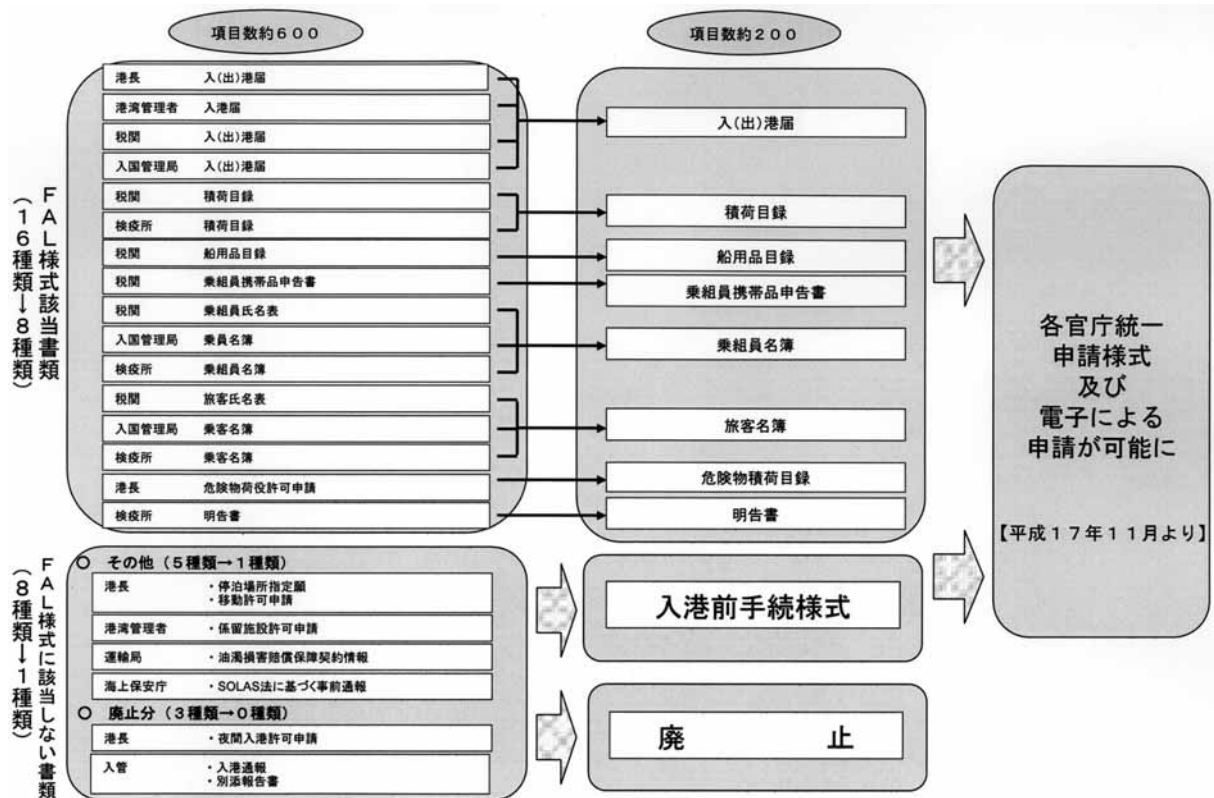 項目数約600
項目数約200
FAL様式該当書類
(16種類→8種類)
港長 入(出)港届
港湾管理者 入港届
税関 入(出)港届
入国管理局 入(出)港届
税関 積荷目録
検疫所 積荷目録
税関 船用品目録
税関 乗組員携帯品申告書
税関 乗組員氏名表
入国管理局 乗員名簿
検疫所 乗組員名簿
税関 旅客氏名表
入国管理局 乗客名簿
検疫所 乗客名簿
港長 危険物荷役許可申請
検疫所 明告書
入(出)港届
積荷目録
船用品目録
乗組員携帯品申告書
乗組員名簿
旅客名簿
危険物積荷目録
明告書
FAL様式に該当しない書類
(8種類→1種類)
○ その他(5種類→1種類)
港長 ・停泊場所指定願
・移動許可申請
港湾管理者 ・係留施設許可申請
運輸局 ・油濁損害賠償保障契約情報
海上保安庁 ・SOLAS法に基づく事前通報
○ 廃止分(3種類→0種類)
港長 ・夜間入港許可申請
入管 ・入港通報
・別添報告書
入港前手続様式
廃 止
各官庁統一
申請様式
及び
電子による
申請が可能に
【平成17年11月より】